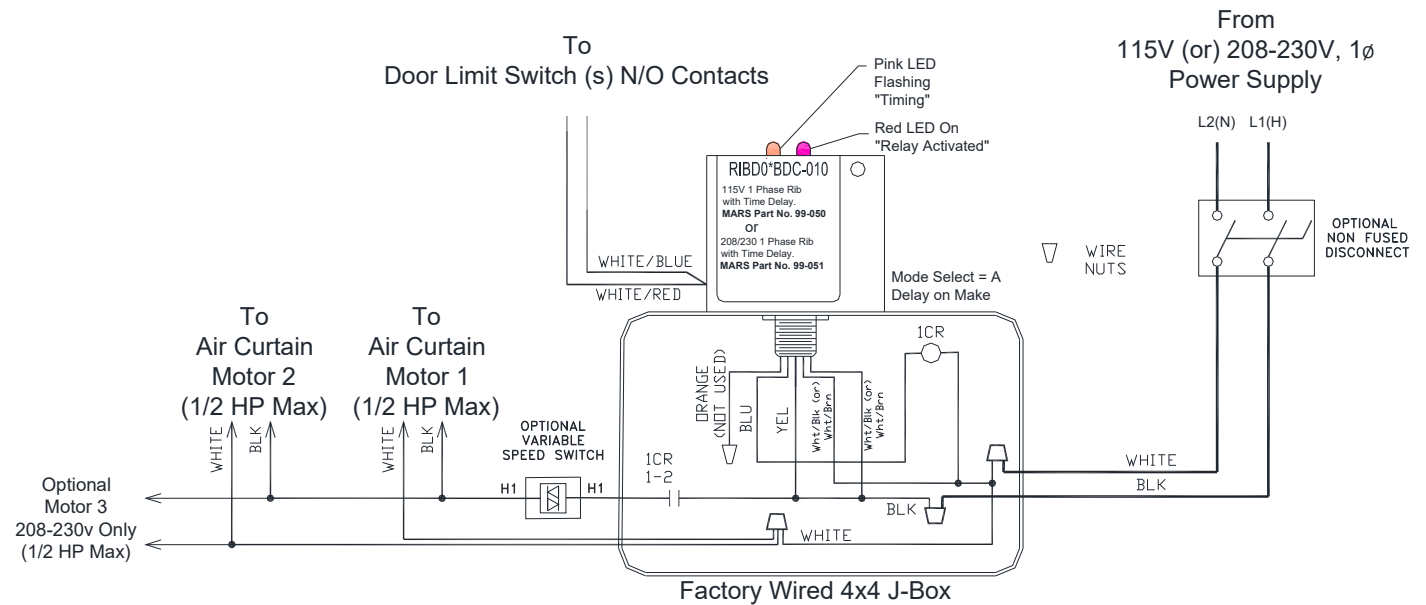 From
115V (or) 208-230V, 1ø
Power Supply
To
Door Limit Switch (s) N/O Contacts
Pink LED
Flashing
"Timing"
Red LED On
"Relay Activated"
L2(N) L1(H)
RIBD0*BDC-010
115V 1 Phase Rib
with Time Delay.
MARS Part No. 99-050
or
208/230 1 Phase Rib
with Time Delay.
MARS Part No. 99-051
OPTIONAL
NON FUSED
DISCONNECT
WIRE
NUTS
WHITE/BLUE
WHITE/RED
Mode Select = A
Delay on Make
To
Air Curtain
Motor 2
(1/2 HP Max)
To
Air Curtain
Motor 1
(1/2 HP Max)
1CR
ORANGE
(NOT USED)
BLU
YEL
Wht/Blk (or)
Wht/Brn
Wht/Blk (or)
Wht/Brn
WHITE
BLK
WHITE
BLK
OPTIONAL
VARIABLE
SPEED SWITCH
1CR
1-2
H1 H1
WHITE
BLK
BLK
WHITE
Optional
Motor 3
208-230v Only
(1/2 HP Max)
Factory Wired 4x4 J-Box